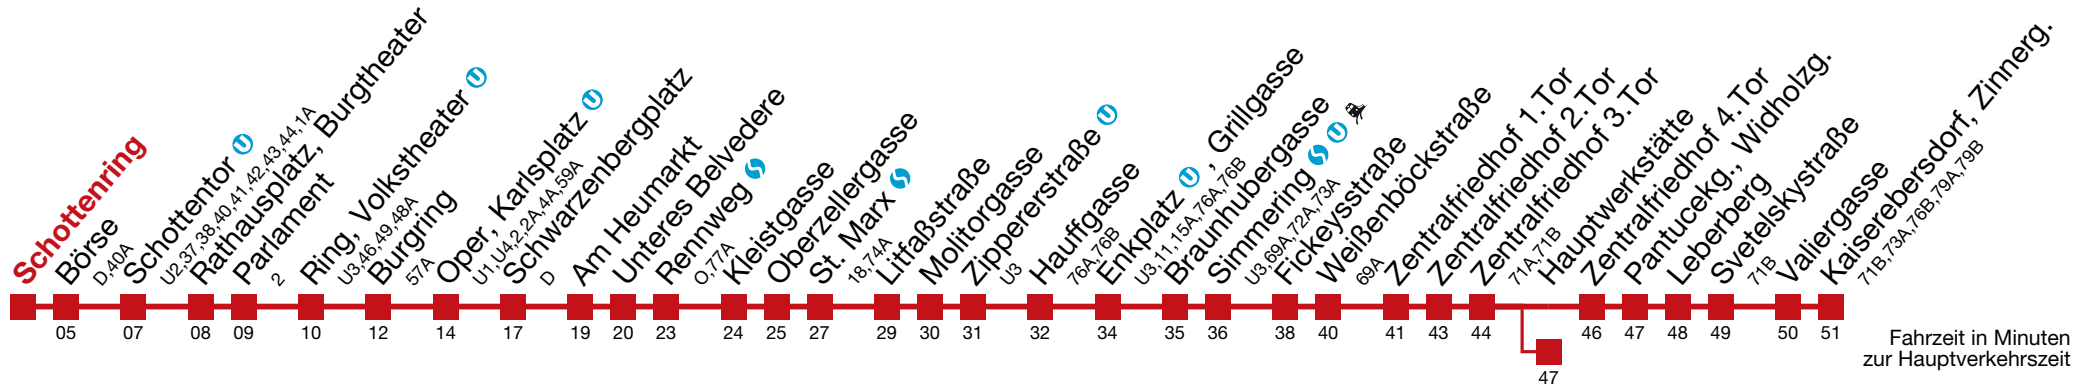 Schottenring
Börse
D,40A
Schottentor
U2,37,38,40,41,42,43,44,1A
Rathausplatz, Burgtheater
Parlament
2
Ring, Volkstheater
U3,46,49,48A
Burgring
57A
Oper, Karlsplatz
U1,U4,2,2A,4A,59A
Schwarzenbergplatz
D
Am Heumarkt
Unteres Belvedere
Rennweg
O,77A
Kleistgasse
Oberzellergasse
St. Marx
18,74A
Litfaßstraße
Molitorgasse
Zippererstraße
U3
Hauffgasse
76A,76B
Enkplatz , Grillgasse
U3,11,15A,76A,76B
Braunhubergasse
Simmering
U3,69A,72A,73A
Fickeysstraße
Weißenböckstraße
69A
Zentralfriedhof 1. Tor
Zentralfriedhof 2. Tor
Zentralfriedhof 3. Tor
71A,71B
Hauptwerkstätte
Zentralfriedhof 4. Tor
Pantucekg., Widholzg.
Leberberg
Svetelskystraße
71B
Valiergasse
Kaiserebersdorf, Zinnerg.
71B,73A,76B,79A,79B
05 07 08 09 10 12 14 17 19 20 23 24 25 27 29 30 31 32 34 35 36 38 40 41 43 44 46 47 48 49 50 51
47
Fahrzeit in Minuten
zur Hauptverkehrszeit